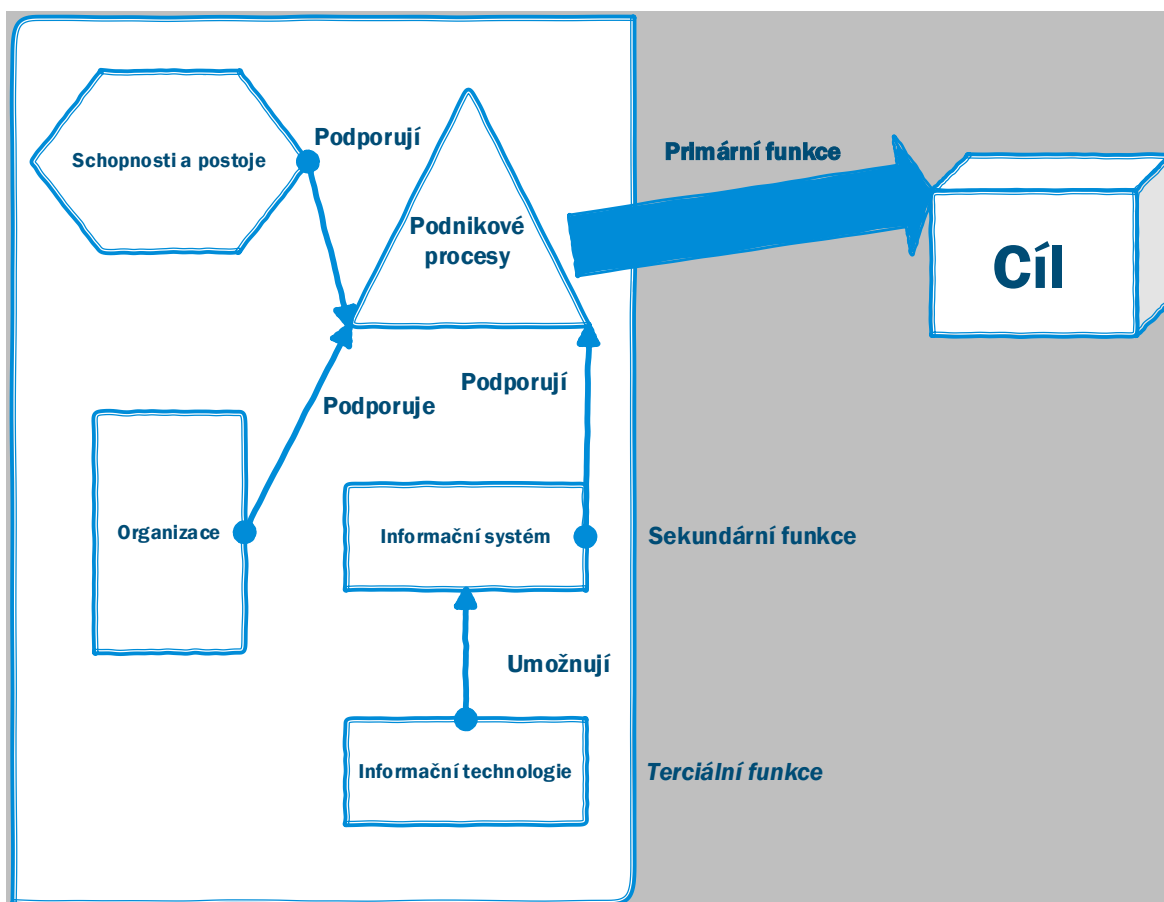 Podporují
Schopnosti a postoje
Primární funkce
Podnikové
procesy
Cíl
Podporují
Podporuje
Organizace
Informační systém
Sekundární funkce
Umožnují
Informační technologie
Terciální funkce